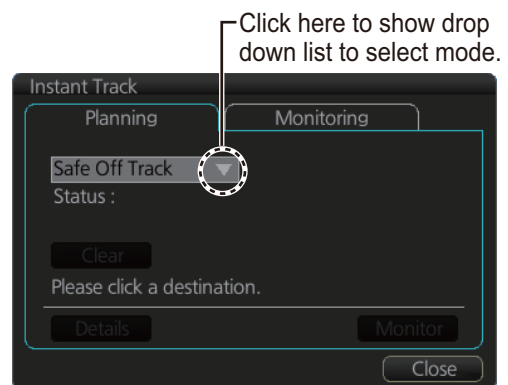 Click here to show drop
down list to select mode.
Instant Track
Planning Monitoring
Safe Off Track
Status :
Clear
Please click a destination.
Details Monitor
Close